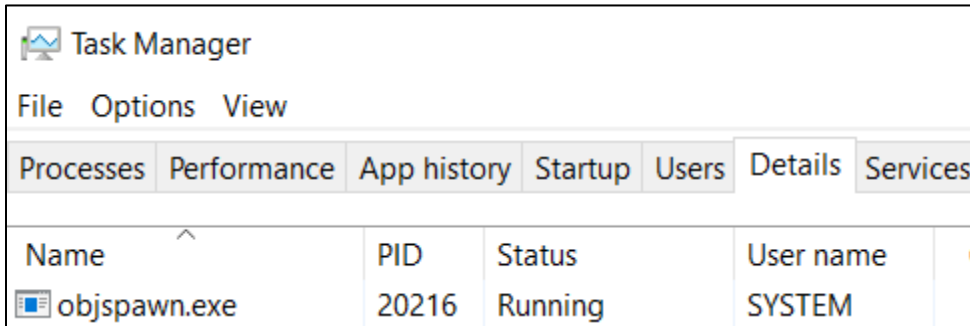 Task Manager
File Options View
Processes Performance App history Startup Users Details Services
Name PID Status User name
objspawn.exe 20216 Running SYSTEM